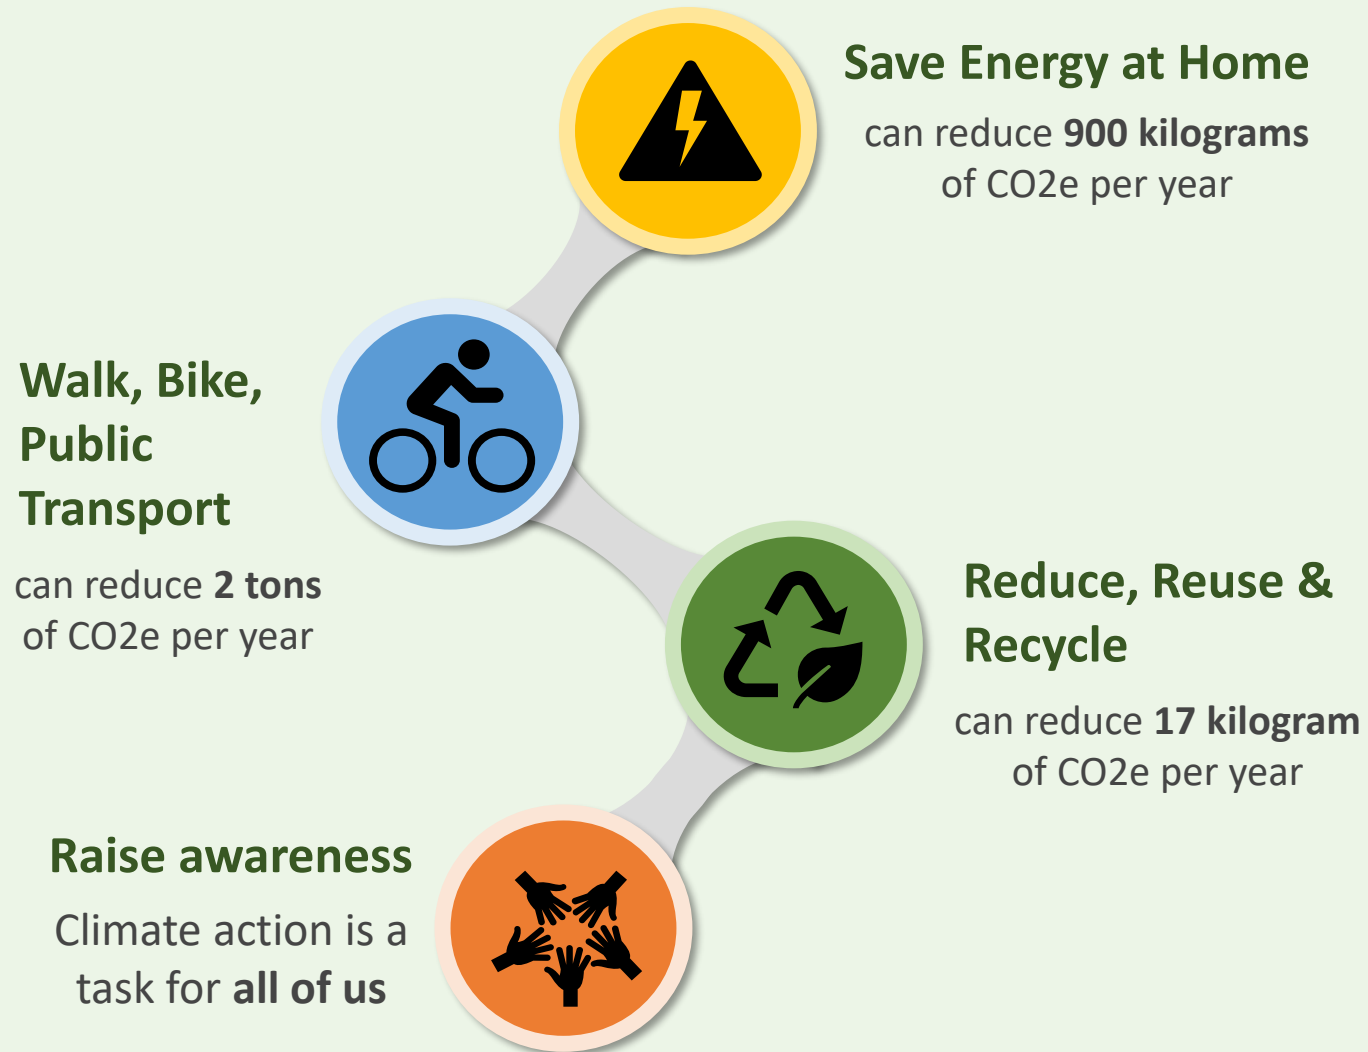 Save Energy at Home
can reduce 900 kilograms
of CO2e per year
Walk, Bike,
Public
Transport
can reduce 2 tons
of CO2e per year
Reduce, Reuse &
Recycle
can reduce 17 kilogram
of CO2e per year
Raise awareness
Climate action is a
task for all of us